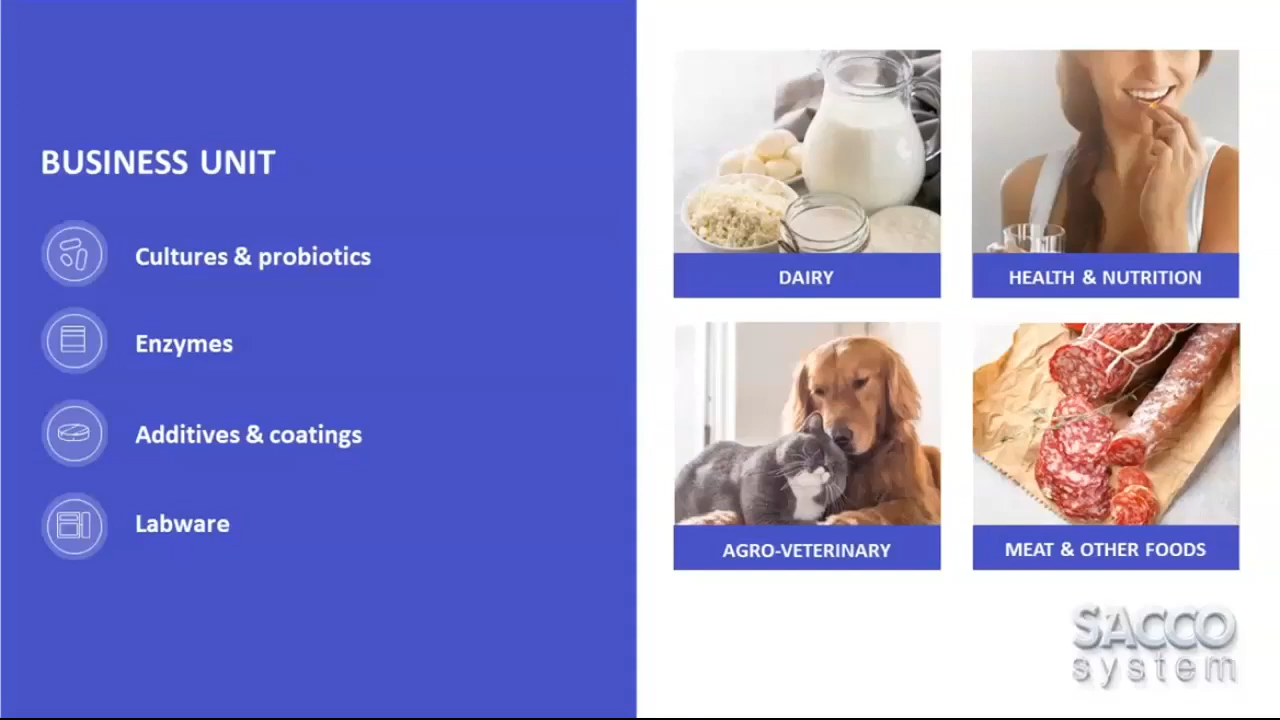 BUSINESS UNIT
Cultures & probiotics
Enzymes
Additives & coatings
Labware
DAIRY
HEALTH & NUTRITION
AGRO-VETERINARY
MEAT & OTHER FOODS
SACCO
system